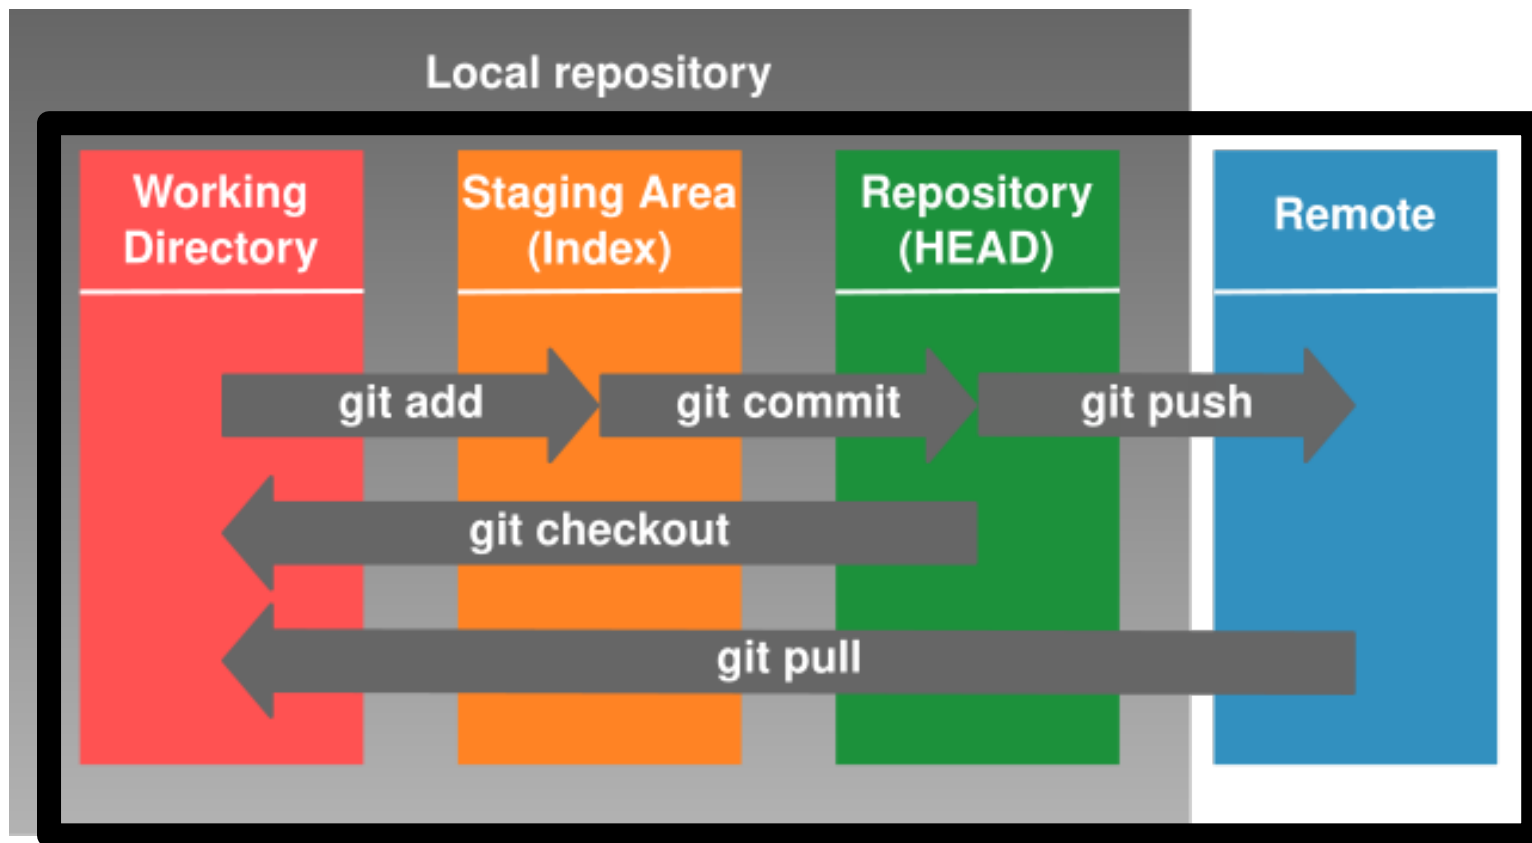 Local repository
Working
Directory
Staging Area
(Index)
Repository
(HEAD)
Remote
git add
git commit
git push
git checkout
git pull